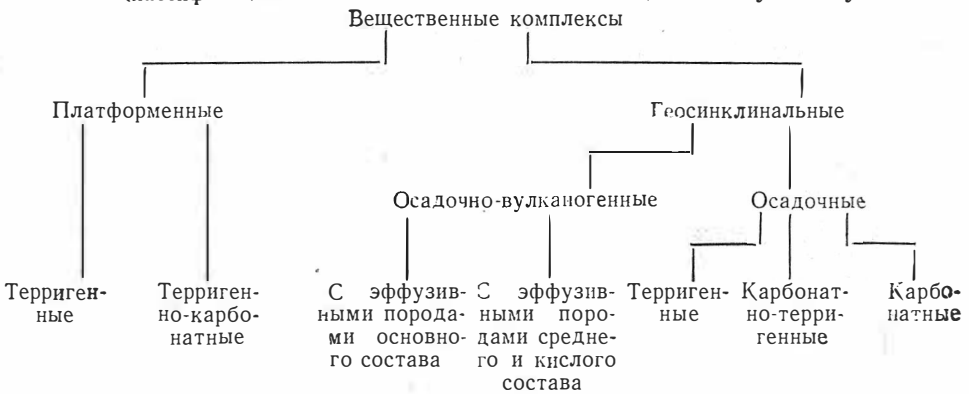 Вещественные комплексы
Платформенные
Геосинклинальные
Осадочно-вулканогенные
Осадочные
Терриген-
ные
Терриген-
но-карбо-
натные
С эффузив-
ными порода-
ми основно-
го состава
С эффузив-
ными поро-
дами средне-
го и кислого
состава
Терриген-
ные
Карбонат-
но-терри-
генные
Карбо-
натные